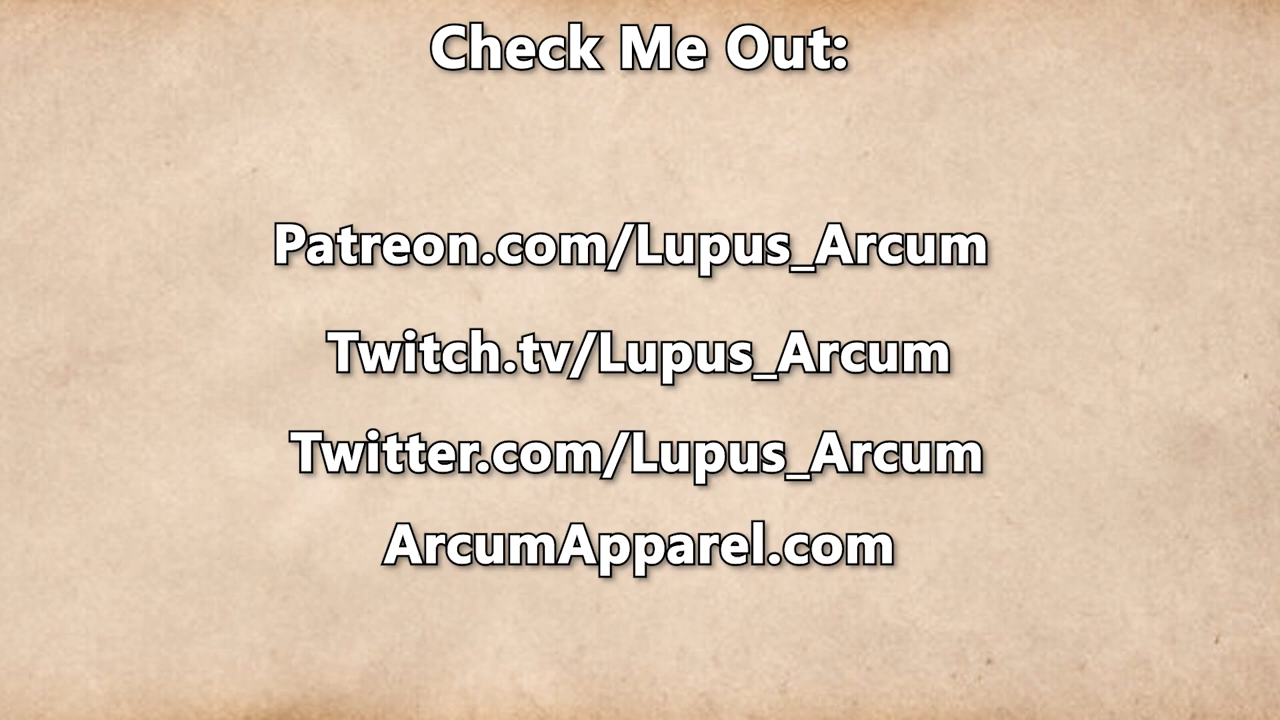 Check Me Out:
Patreon.com/Lupus_Arcum
Twitch.tv/Lupus_Arcum
Twitter.com/Lupus_Arcum
ArcumApparel.com